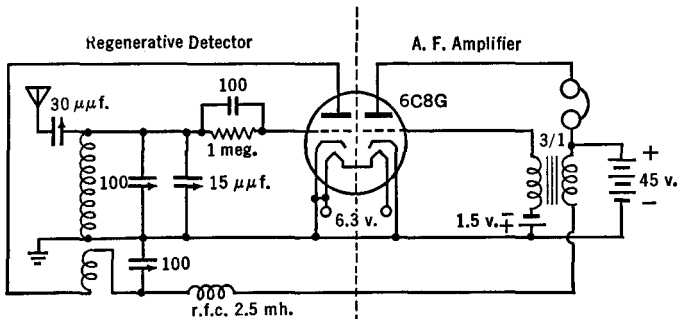 Regenerative Detector
A. F. Amplifier
100
6C8G
30 μμf.
1 meg.
3/1
+
100
15 μμf.
45 v.
−
6.3 v.
1.5 v.
− +
100
r.f.c. 2.5 mh.